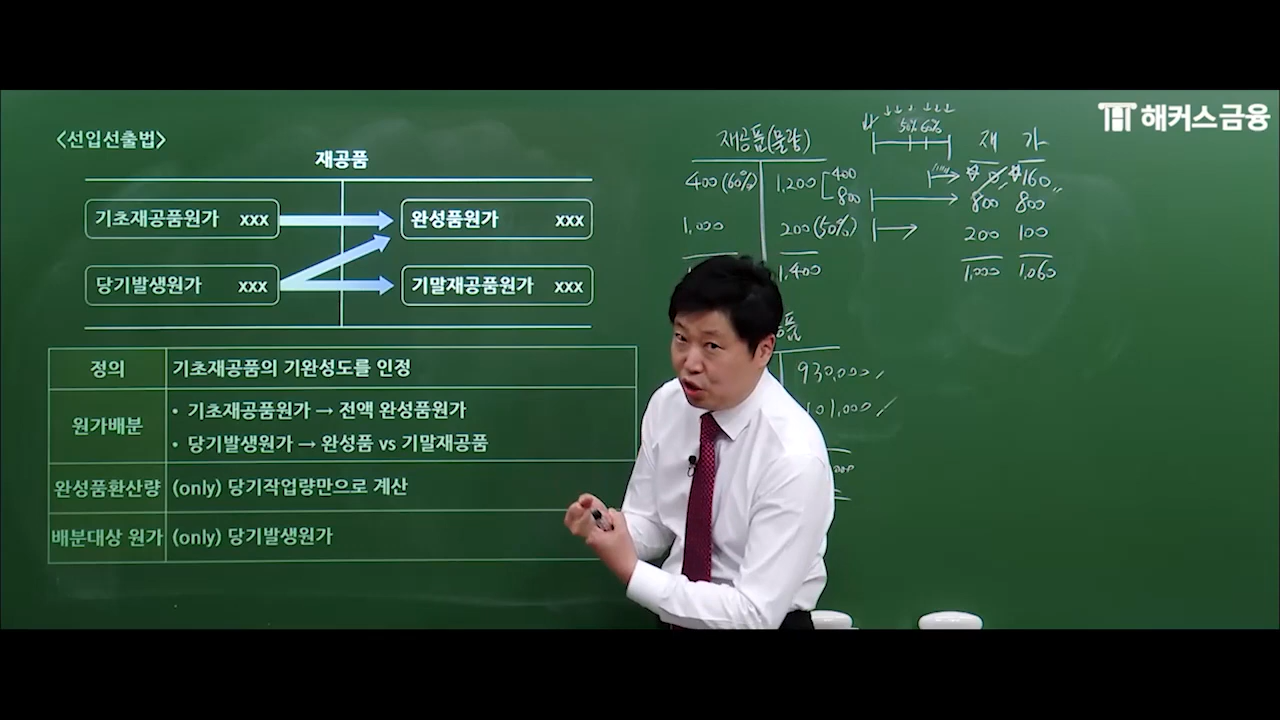 해커스금융
<선입선출법>
재공품
기초재공품원가 xxx
완성품원가 xxx
당기발생원가 xxx
기말재공품원가 xxx
정의 기초재공품의 기완성도를 인정
원가배분
• 기초재공품원가 → 전액 완성품원가
• 당기발생원가 → 완성품 vs 기말재공품
완성품환산량 (only) 당기작업량만으로 계산
배분대상 원가 (only) 당기발생원가
재공품(물량)
400(60%) 1,200 400
800
1,000 200(50%)
1,400
50% 60%
재 가
0 160
800 800
200 100
1,000 1,060
930,000
101,000